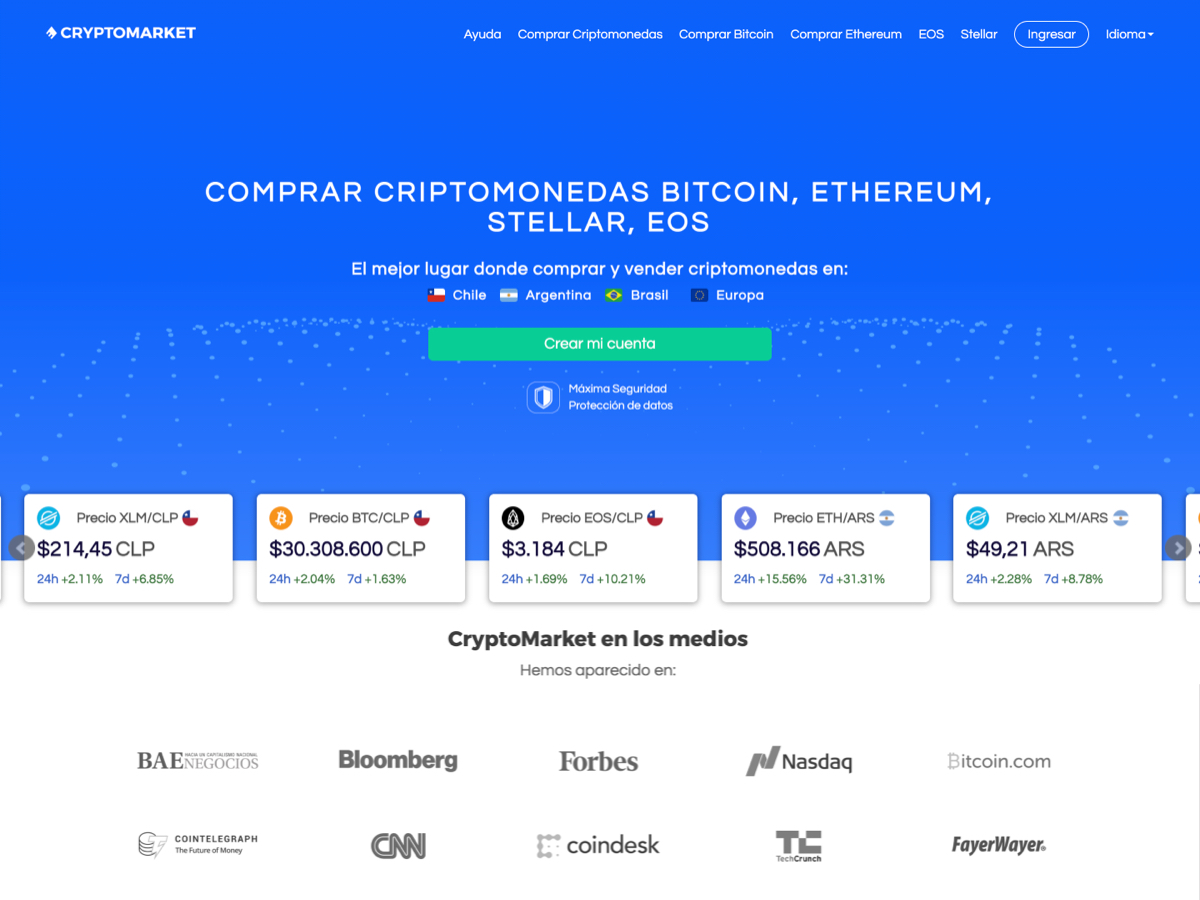 CRYPTOMARKET
Ayuda Comprar Criptomonedas Comprar Bitcoin Comprar Ethereum EOS Stellar Ingresar Idioma
COMPRAR CRIPTOMONEDAS BITCOIN, ETHEREUM,
STELLAR, EOS
El mejor lugar donde comprar y vender criptomonedas en:
Chile Argentina Brasil Europa
Crear mi cuenta
Máxima Seguridad
Protección de datos
Precio XLM/CLP
$214,45 CLP
24h +2.11% 7d +6.85%
Precio BTC/CLP
$30.308.600 CLP
24h +2.04% 7d +1.63%
Precio EOS/CLP
$3.184 CLP
24h +1.69% 7d +10.21%
Precio ETH/ARS
$508.166 ARS
24h +15.56% 7d +31.31%
Precio XLM/ARS
$49,21 ARS
24h +2.28% 7d +8.78%
CryptoMarket en los medios
Hemos aparecido en:
BAE HACIA UN CAPITALISMO NACIONAL
NEGOCIOS
Bloomberg
Forbes
Nasdaq
Bitcoin.com
COINTELEGRAPH
The Future of Money
CNN
coindesk
TC
TechCrunch
FayerWayer